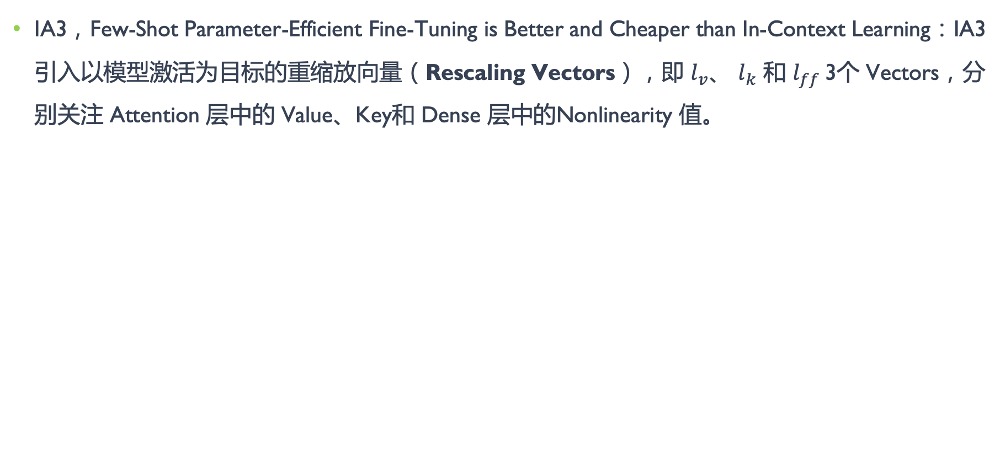 • IA3，Few-Shot Parameter-Efficient Fine-Tuning is Better and Cheaper than In-Context Learning：IA3
引入以模型激活为目标的重缩放向量（Rescaling Vectors），即 l_v、 l_k 和 l_ff 3个 Vectors，分
别关注 Attention 层中的 Value、Key和 Dense 层中的Nonlinearity 值。